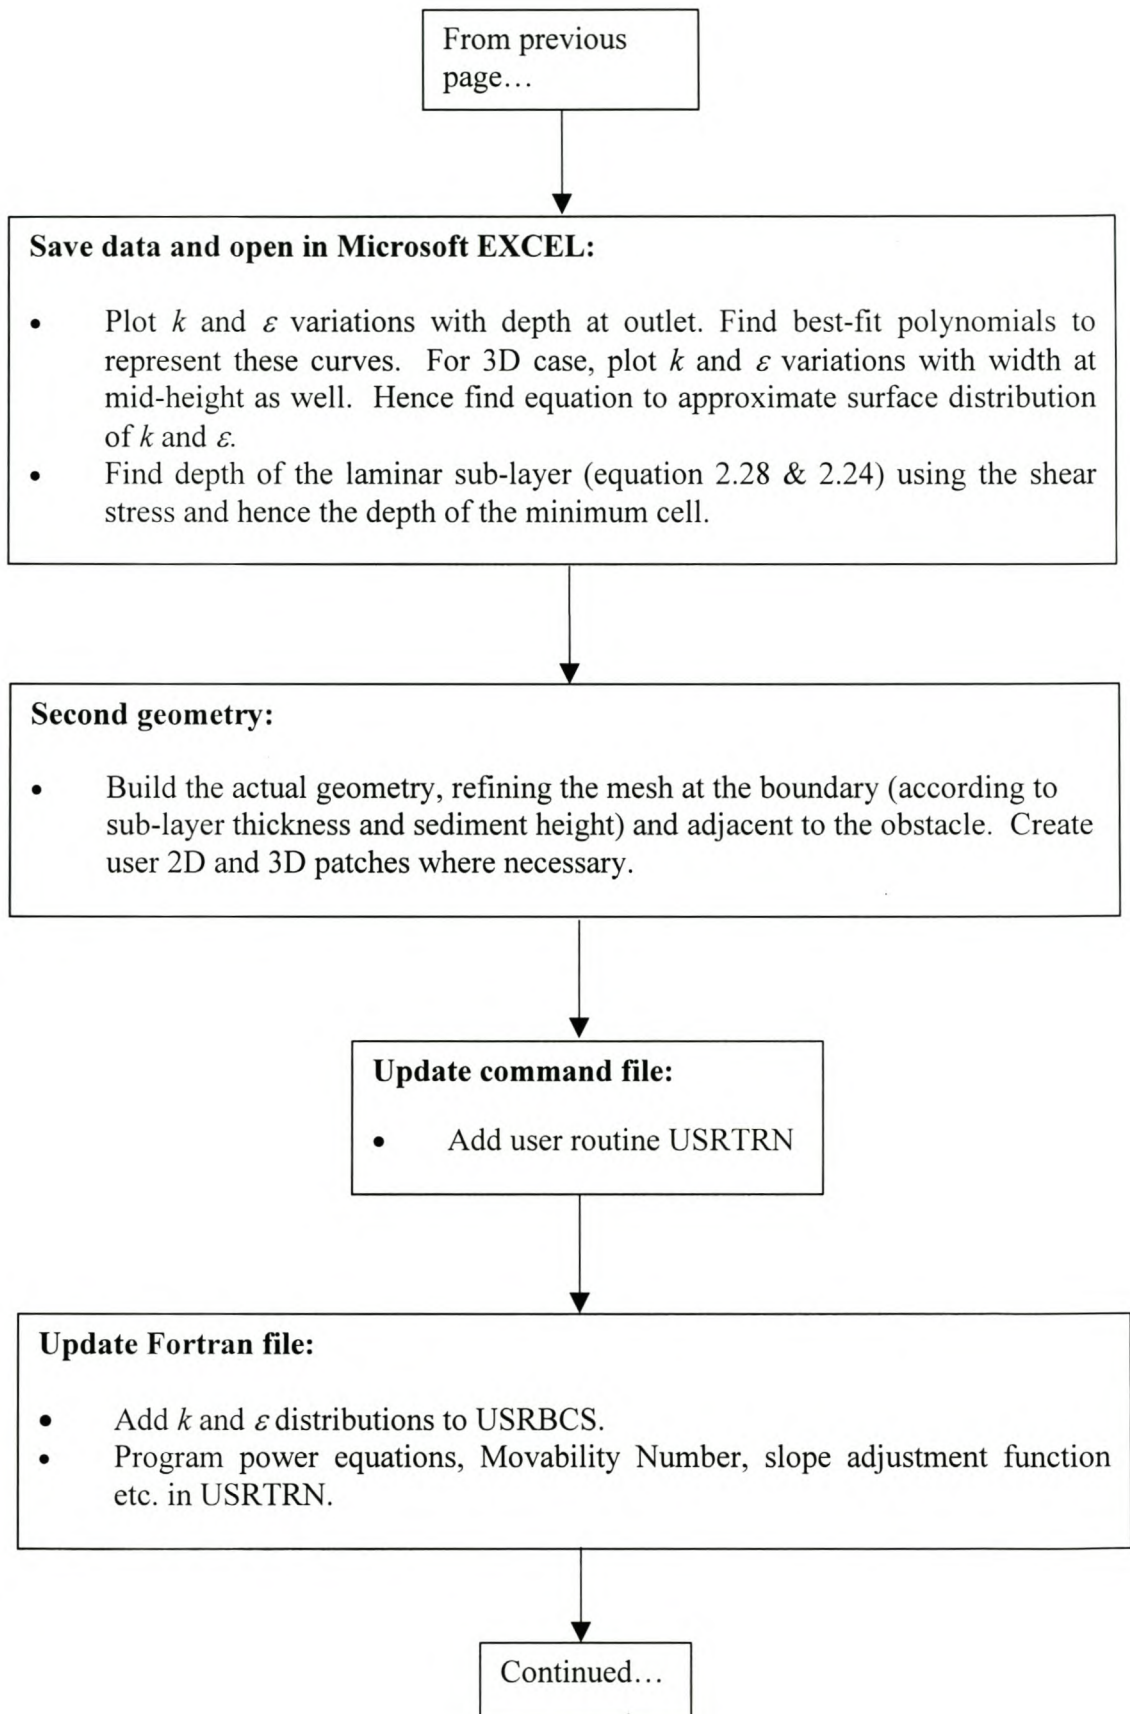 From previous
page…
Save data and open in Microsoft EXCEL:
• Plot k and ε variations with depth at outlet. Find best-fit polynomials to
represent these curves. For 3D case, plot k and ε variations with width at
mid-height as well. Hence find equation to approximate surface distribution
of k and ε.
• Find depth of the laminar sub-layer (equation 2.28 & 2.24) using the shear
stress and hence the depth of the minimum cell.
Second geometry:
• Build the actual geometry, refining the mesh at the boundary (according to
sub-layer thickness and sediment height) and adjacent to the obstacle. Create
user 2D and 3D patches where necessary.
Update command file:
• Add user routine USRTRN
Update Fortran file:
• Add k and ε distributions to USRBCS.
• Program power equations, Movability Number, slope adjustment function
etc. in USRTRN.
Continued…